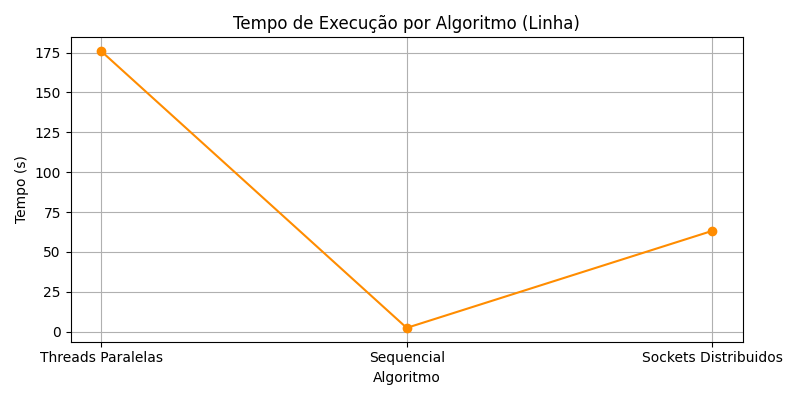 Tempo de Execução por Algoritmo (Linha)
Tempo (s)
175
150
125
100
75
50
25
0
Threads Paralelas
Sequencial
Sockets Distribuidos
Algoritmo